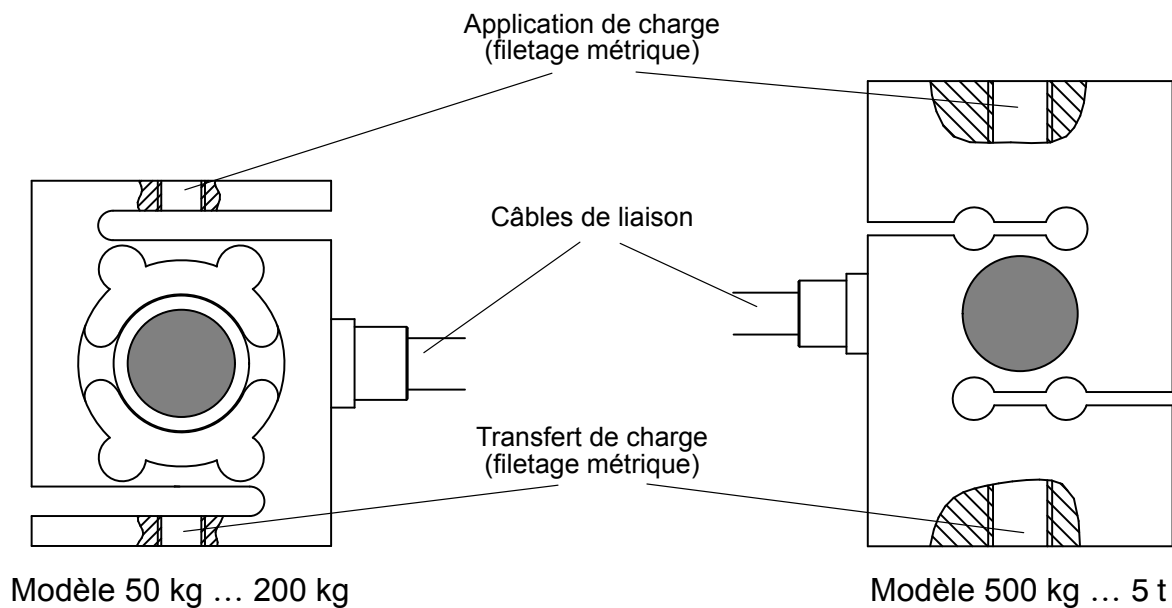 Application de charge
(filetage métrique)
Câbles de liaison
Transfert de charge
(filetage métrique)
Modèle 50 kg … 200 kg
Modèle 500 kg … 5 t